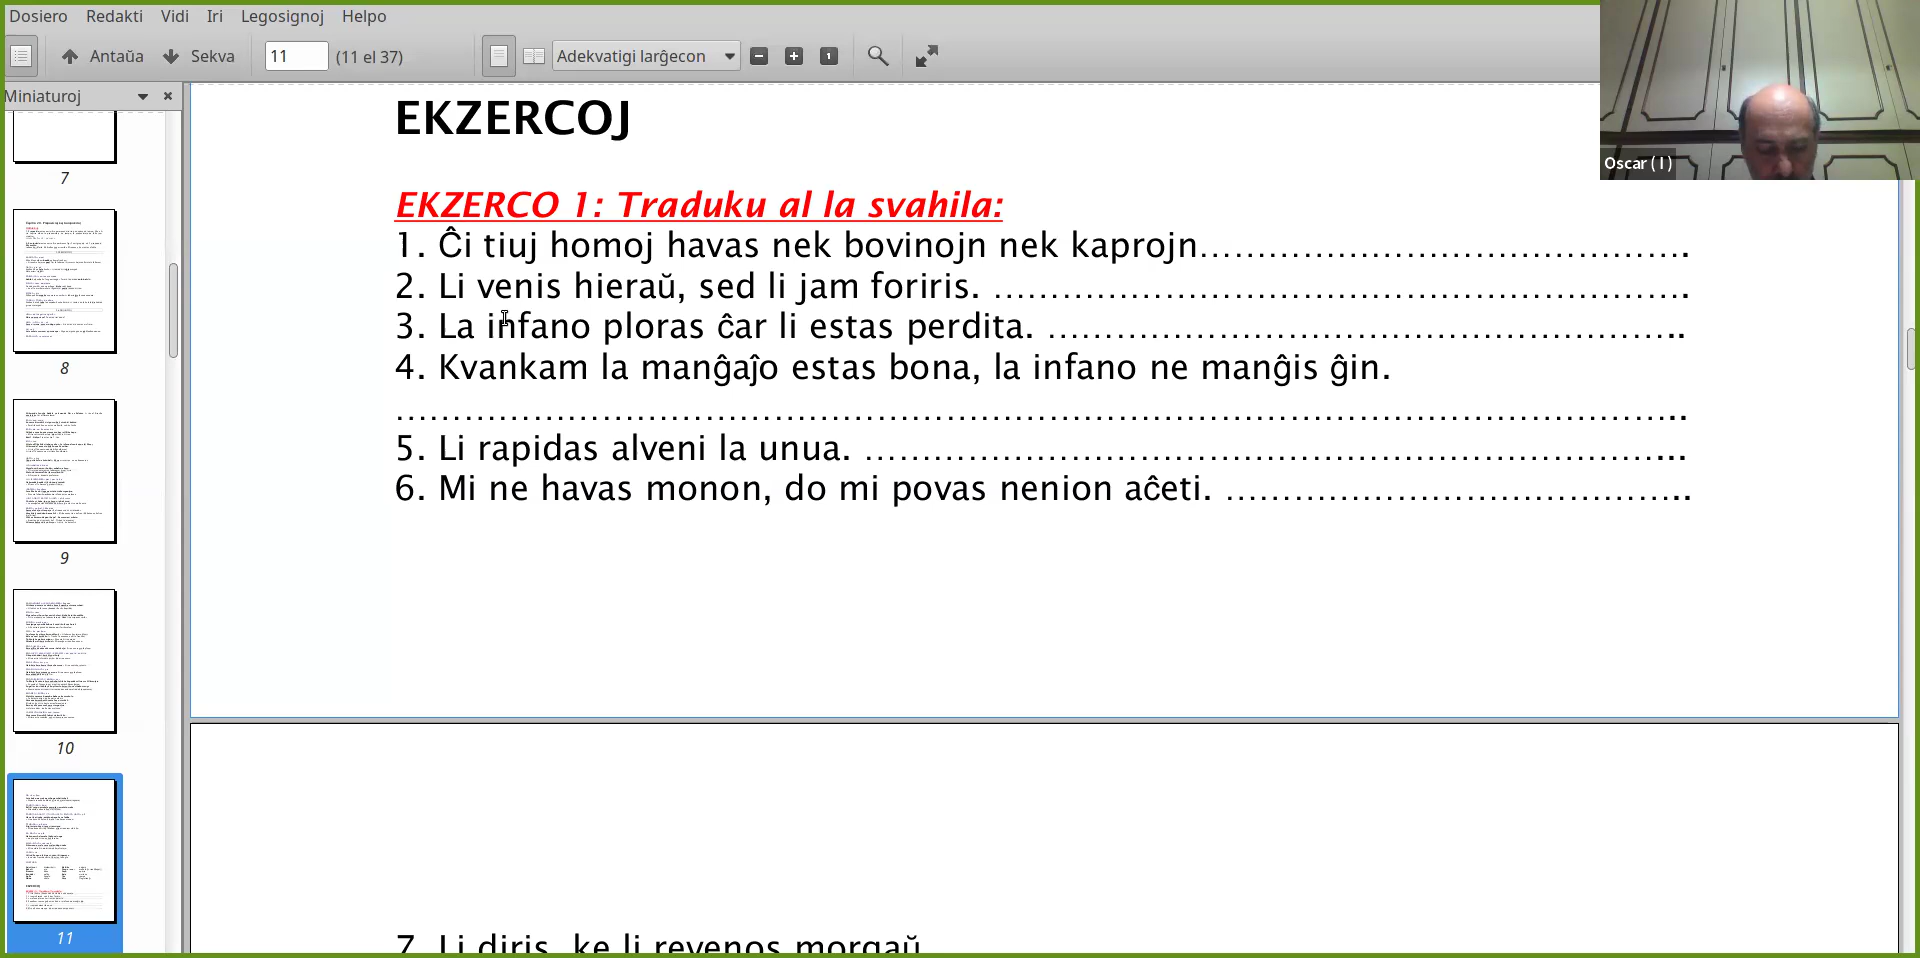 Dosiero Redakti Vidi Iri Legosignoj Helpo
Antaŭa Sekva 11 (11 el 37) Adekvatigi larĝecon
Miniaturoj
7
8
9
10
11
Oscar ( I )
EKZERCOJ
EKZERCO 1: Traduku al la svahila:
1. Ĉi tiuj homoj havas nek bovinojn nek kaprojn.......................................
2. Li venis hieraŭ, sed li jam foriris. .......................................................
3. La infano ploras ĉar li estas perdita. ...................................................
4. Kvankam la manĝaĵo estas bona, la infano ne manĝis ĝin.
.......................................................................................................
5. Li rapidas alveni la unua. ..................................................................
6. Mi ne havas monon, do mi povas nenion aĉeti. .....................................
7. Li diris, ke li revenos morgaŭ